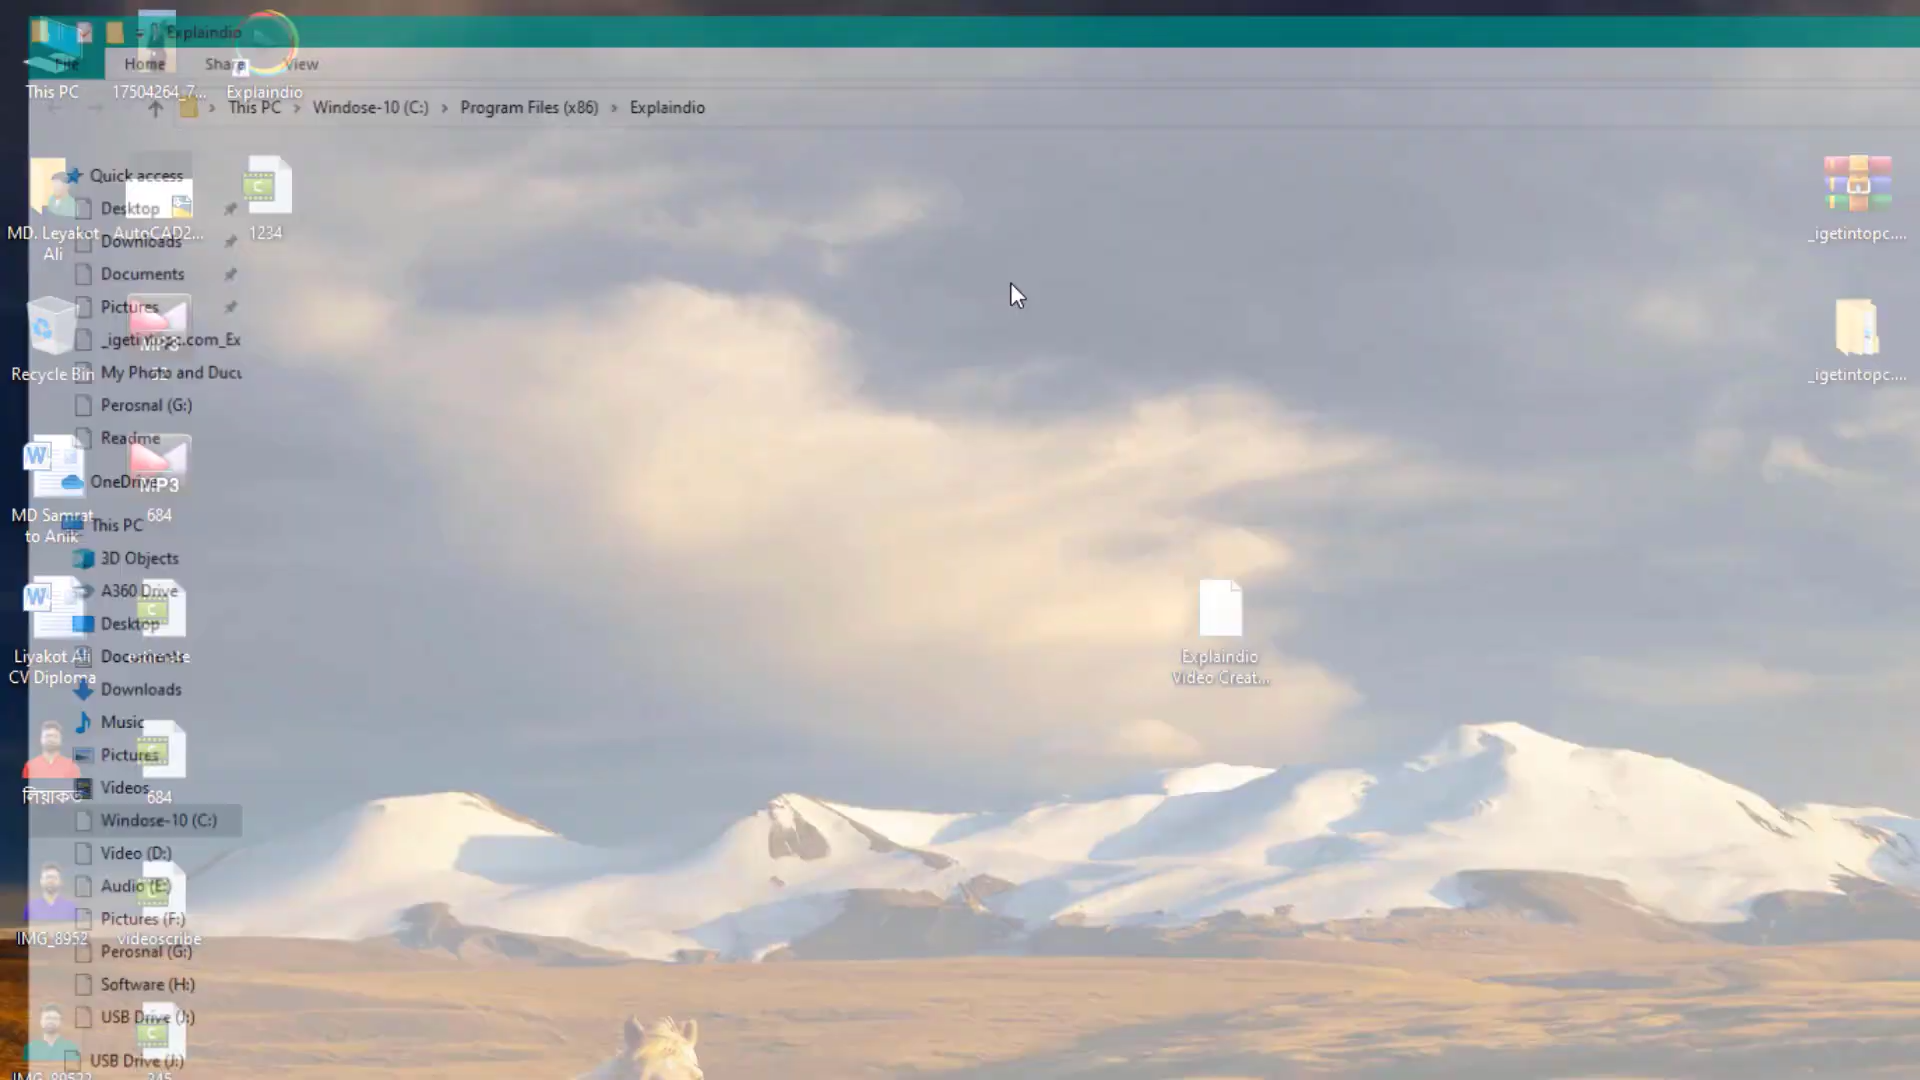 Explaindio
File
Home
Share
View
This PC
17504264_7...
Explaindio
This PC
Windose-10 (C:)
Program Files (x86)
Explaindio
Quick access
Desktop
Downloads
Documents
Pictures
_igetintopc.com_Ex
My Photo and Ducu
Perosnal (G:)
Readme
OneDrive
This PC
3D Objects
A360 Drive
Desktop
Documents
Downloads
Music
Pictures
Videos
Windose-10 (C:)
Video (D:)
Audio (E:)
Pictures (F:)
Perosnal (G:)
Software (H:)
USB Drive (J:)
USB Drive (J:)
MD. Leyakot
Ali
Recycle Bin
MD Samrat
to Anik
Liyakot Ali
CV Diploma
লিয়াকত
IMG_8952
AutoCAD2...
MP3
MP3
684
684
videoscribe
245
1234
Explaindio
Video Creat...
_igetintopc....
_igetintopc....